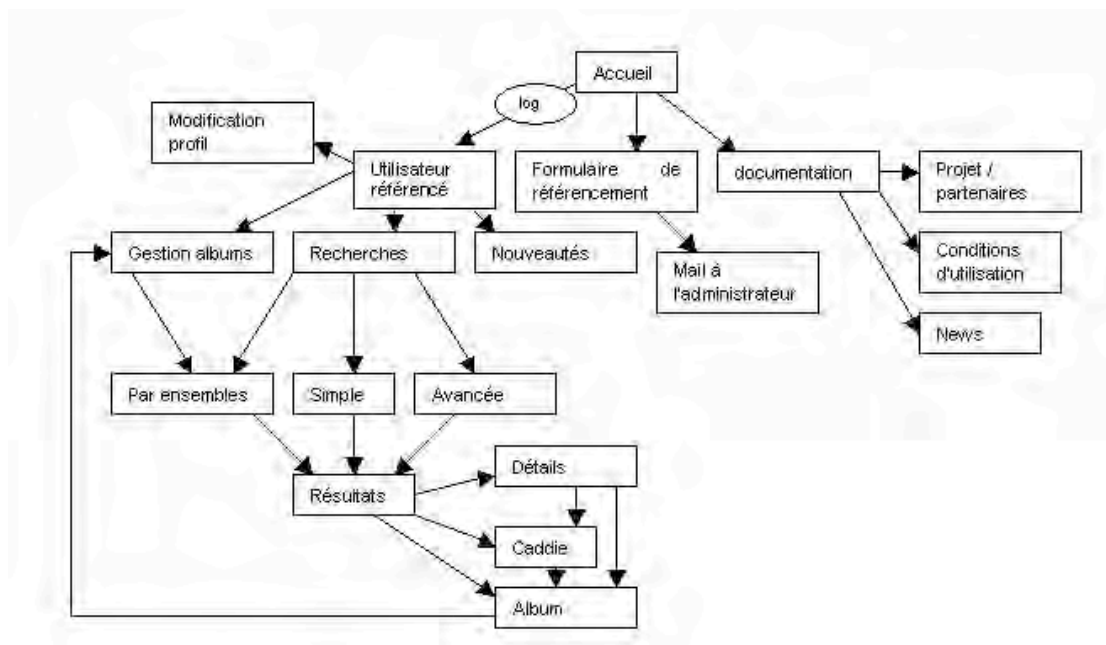 Accueil
log
Modification
profil
Utilisateur
référencé
Formulaire de
référencement
documentation
Projet /
partenaires
Gestion albums
Recherches
Nouveautés
Mail à
l'administrateur
Conditions
d'utilisation
News
Par ensembles
Simple
Avancée
Détails
Résultats
Caddie
Album